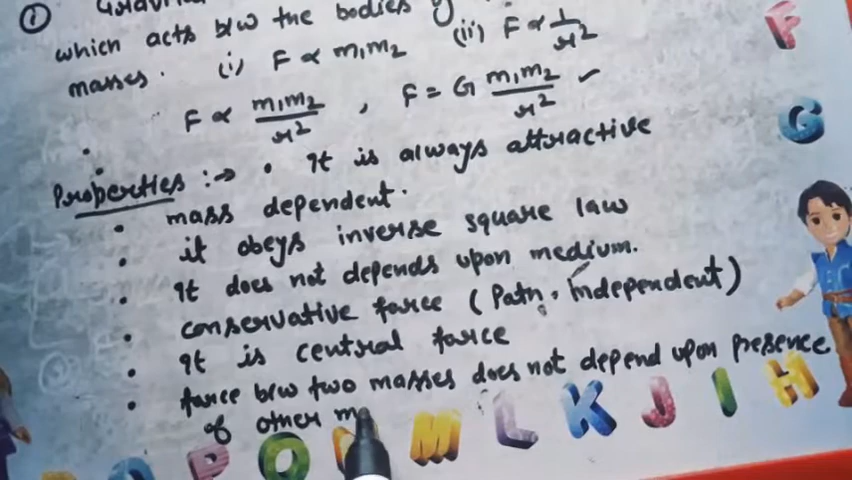 ① which acts b/w the bodies
masses. (i) F ∝ m₁m₂ (ii) F ∝ 1/r²
F ∝ m₁m₂/r² , F = G m₁m₂/r² ✓
Properties :→ • It is always attractive
• mass dependent.
• it obeys inverse square law
• It does not depends upon medium.
• conservative force (Path, independent)
• It is central force
• force b/w two masses does not depend upon presence
of other m
F
G
H
I
J
K
L
M
O
P